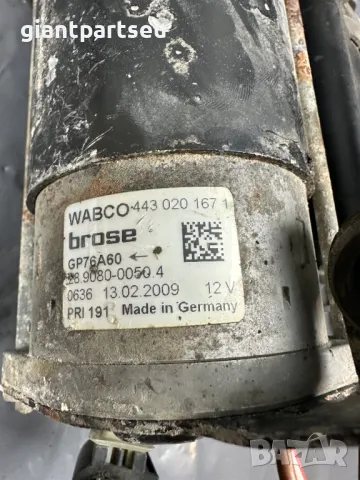 giantpartseu
WABCO 443 020 167 1
brose
GP76A60 ←
88.9080-0050 4
0636 13.02.2009 12 V
PRI 191 Made in Germany
BAZAR